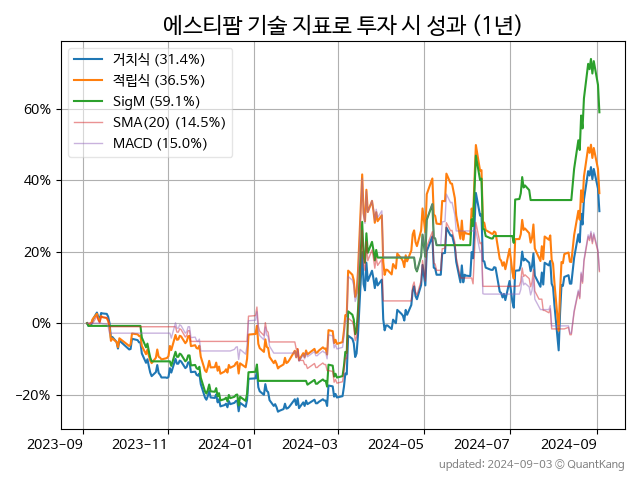 에스티팜 기술 지표로 투자 시 성과 (1년)
거치식 (31.4%)
적립식 (36.5%)
SigM (59.1%)
SMA(20) (14.5%)
MACD (15.0%)
60%
40%
20%
0%
−20%
2023-09 2023-11 2024-01 2024-03 2024-05 2024-07 2024-09
updated: 2024-09-03 © QuantKang